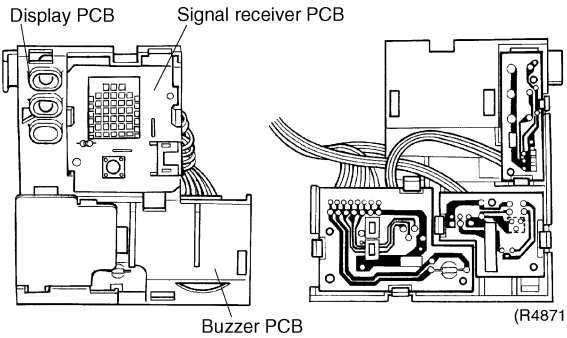 Display PCB
Signal receiver PCB
Buzzer PCB
(R4871